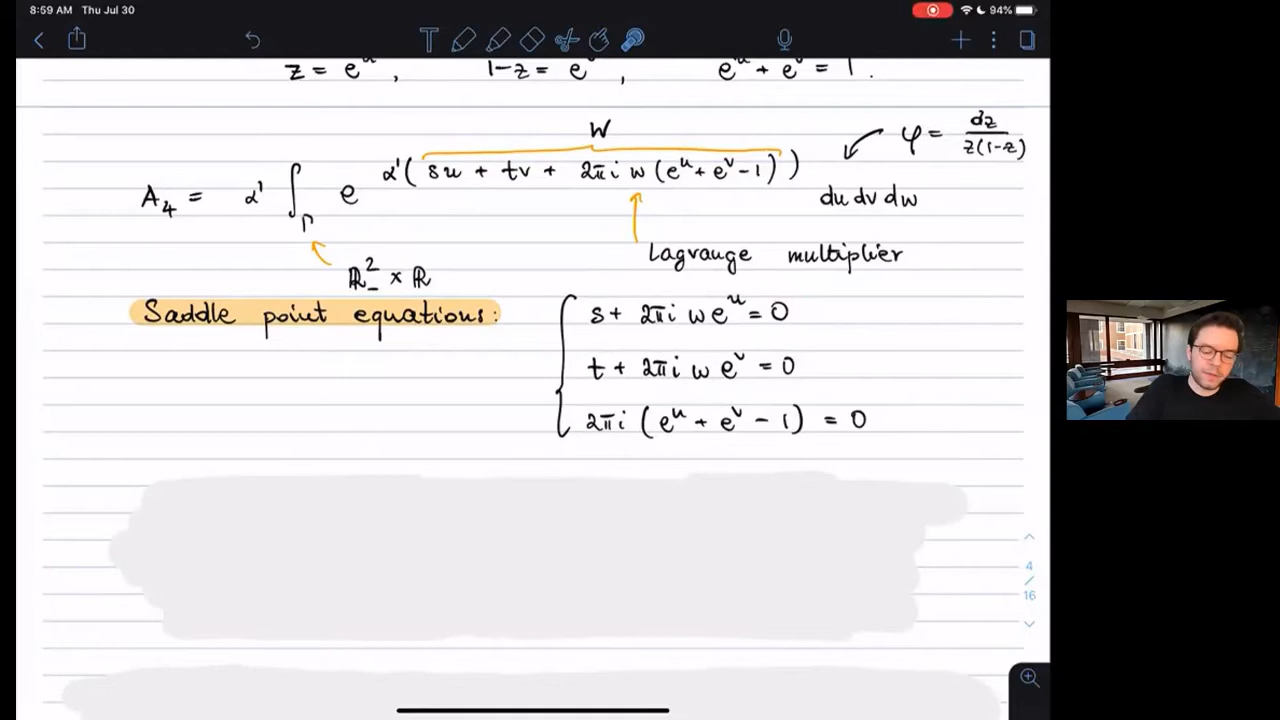 8:59 AM Thu Jul 30 94%
z = e^u , 1-z = e^v , e^u + e^v = 1 .
W
φ = dz / z(1-z)
A_4 = α' ∫_Γ e^{α'( su + tv + 2πi w (e^u + e^v - 1) )} du dv dw
Lagrange multiplier
ℝ_-^2 × ℝ
Saddle point equations:
s + 2πi w e^u = 0
t + 2πi w e^v = 0
2πi ( e^u + e^v - 1 ) = 0
4
/
16